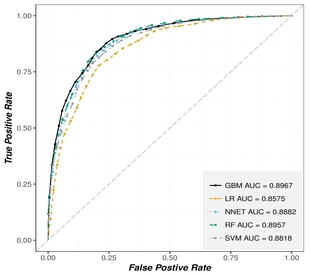 True Positive Rate
1.00
0.75
0.50
0.25
0.00
GBM AUC = 0.8967
LR AUC = 0.8575
NNET AUC = 0.8882
RF AUC = 0.8957
SVM AUC = 0.8818
0.00 0.25 0.50 0.75 1.00
False Postive Rate